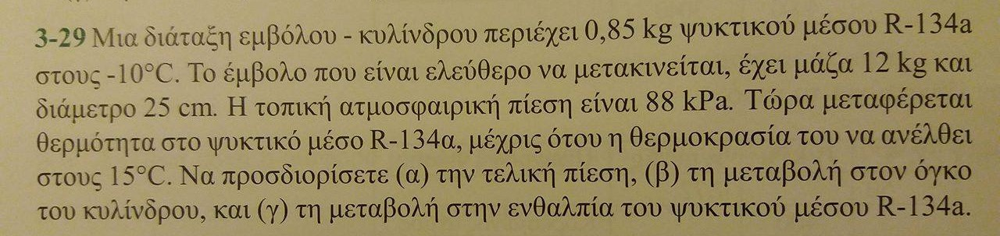 3-29 Μια διάταξη εμβόλου - κυλίνδρου περιέχει 0,85 kg ψυκτικού μέσου R-134a
στους -10°C. Το έμβολο που είναι ελεύθερο να μετακινείται, έχει μάζα 12 kg και
διάμετρο 25 cm. Η τοπική ατμοσφαιρική πίεση είναι 88 kPa. Τώρα μεταφέρεται
θερμότητα στο ψυκτικό μέσο R-134α, μέχρις ότου η θερμοκρασία του να ανέλθει
στους 15°C. Να προσδιορίσετε (α) την τελική πίεση, (β) τη μεταβολή στον όγκο
του κυλίνδρου, και (γ) τη μεταβολή στην ενθαλπία του ψυκτικού μέσου R-134a.